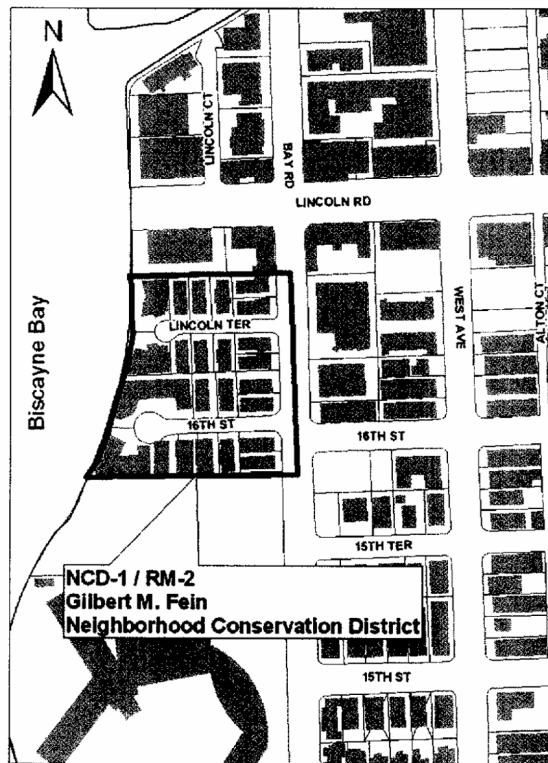 N
LINCOLN CT
BAY RD
LINCOLN RD
Biscayne Bay
LINCOLN TER
WEST AVE
ALTON CT
16TH ST
16TH ST
15TH TER
NCD-1 / RM-2
Gilbert M. Fein
Neighborhood Conservation District
15TH ST